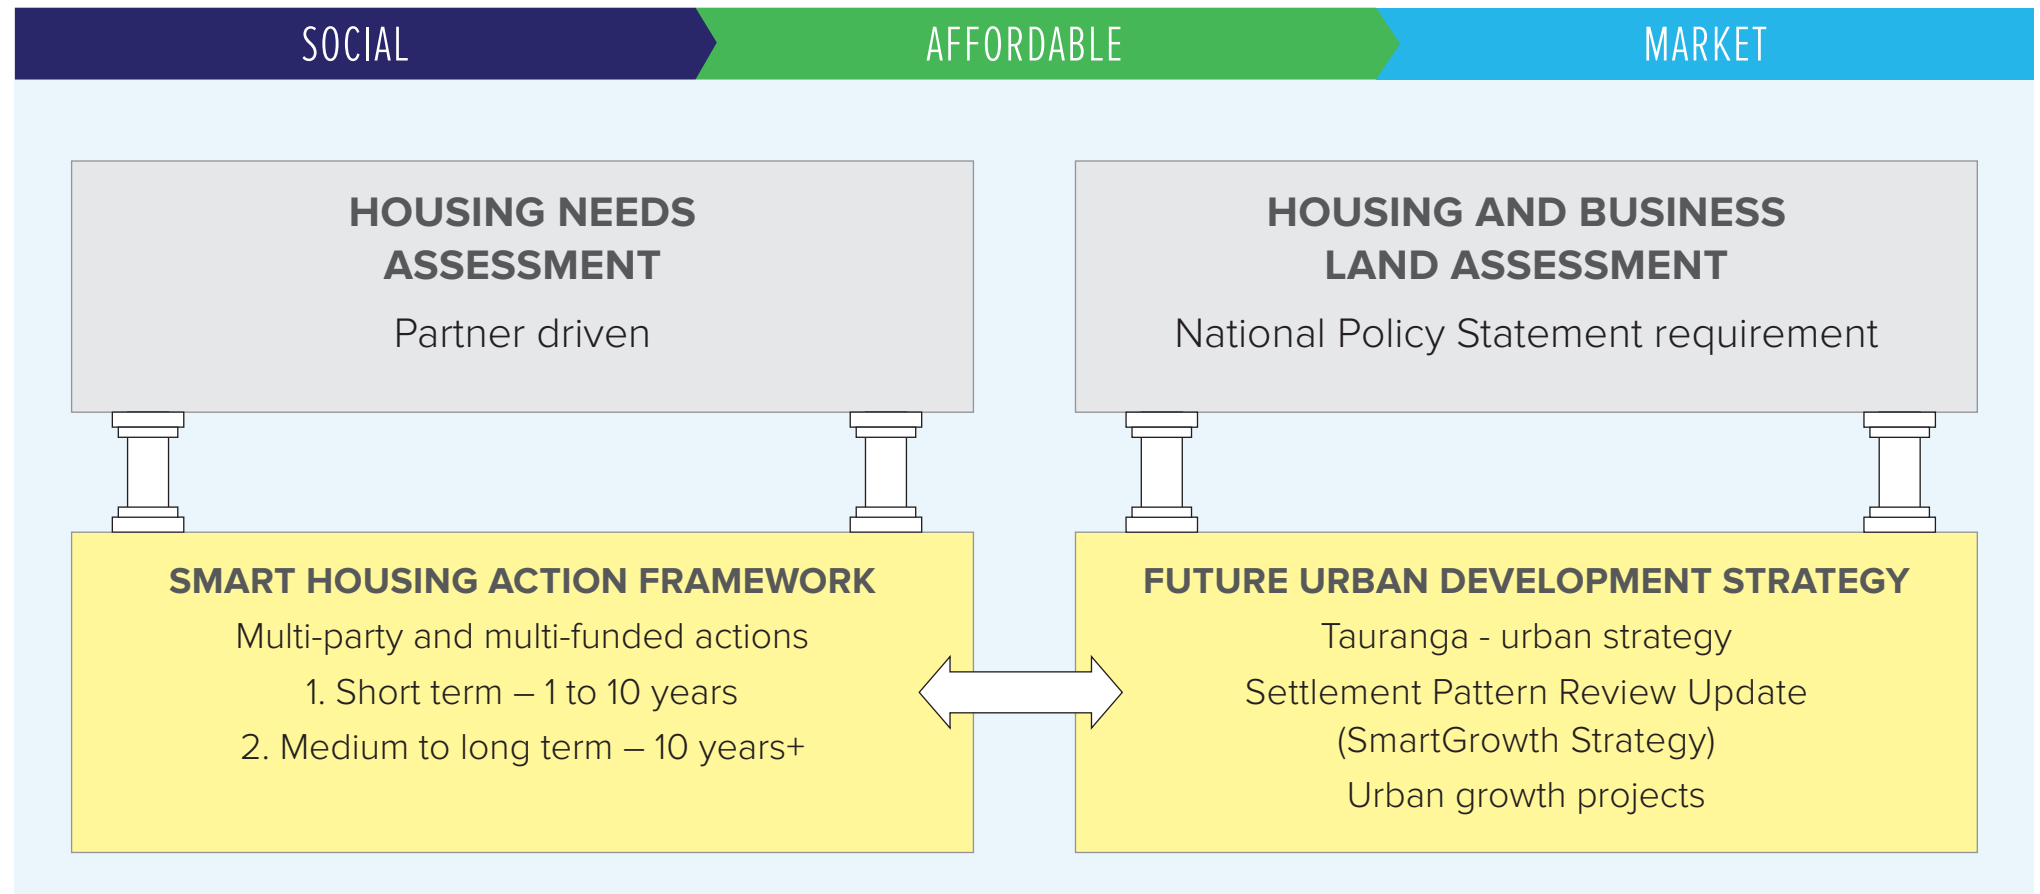 SOCIAL
AFFORDABLE
MARKET
HOUSING NEEDS
ASSESSMENT
Partner driven
HOUSING AND BUSINESS
LAND ASSESSMENT
National Policy Statement requirement
SMART HOUSING ACTION FRAMEWORK
Multi-party and multi-funded actions
1. Short term – 1 to 10 years
2. Medium to long term – 10 years+
FUTURE URBAN DEVELOPMENT STRATEGY
Tauranga - urban strategy
Settlement Pattern Review Update
(SmartGrowth Strategy)
Urban growth projects